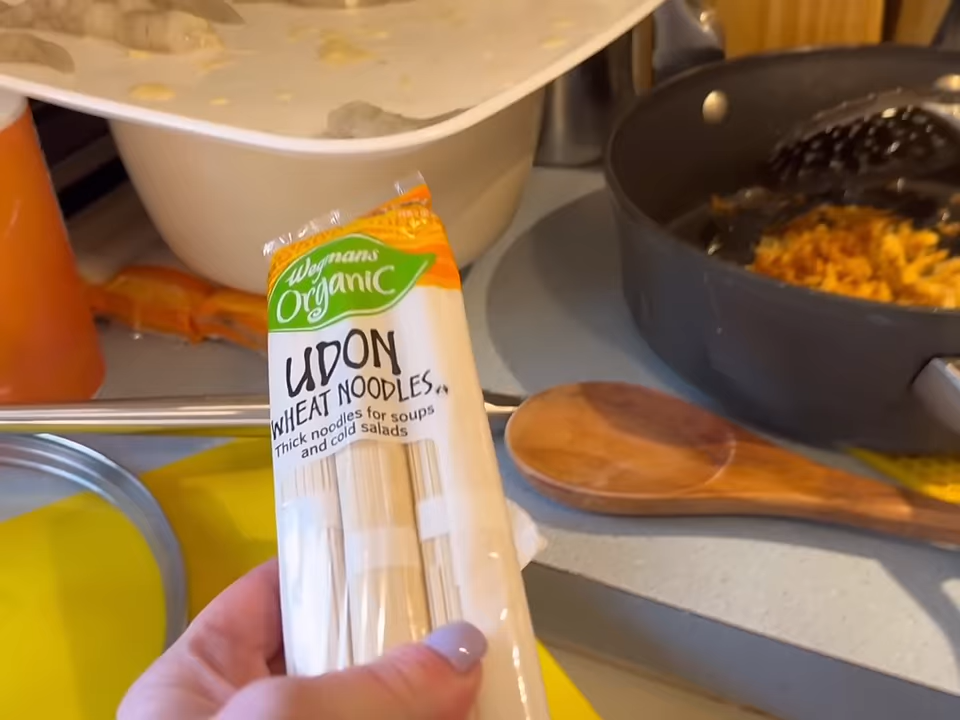 Wegmans
Organic
UDON
WHEAT NOODLES
Thick noodles for soups
and cold salads